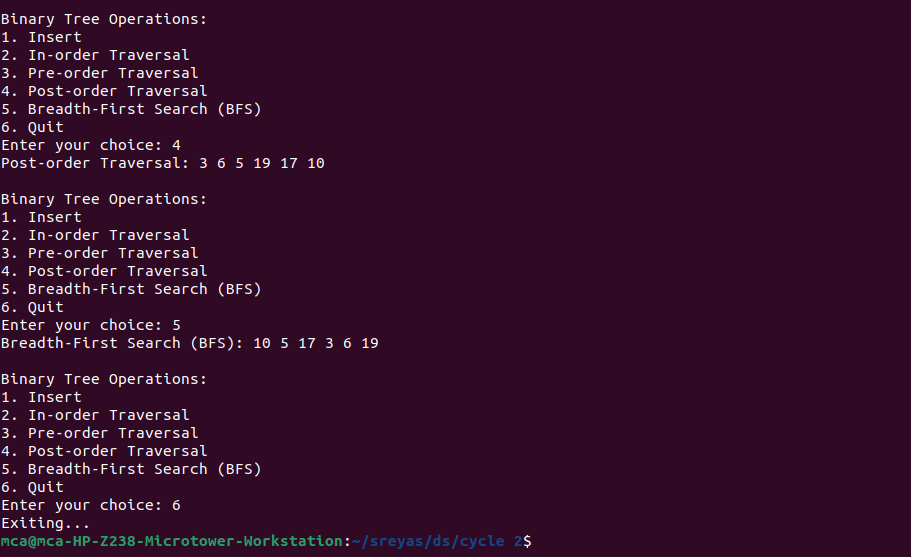 Binary Tree Operations:
1. Insert
2. In-order Traversal
3. Pre-order Traversal
4. Post-order Traversal
5. Breadth-First Search (BFS)
6. Quit
Enter your choice: 4
Post-order Traversal: 3 6 5 19 17 10

Binary Tree Operations:
1. Insert
2. In-order Traversal
3. Pre-order Traversal
4. Post-order Traversal
5. Breadth-First Search (BFS)
6. Quit
Enter your choice: 5
Breadth-First Search (BFS): 10 5 17 3 6 19

Binary Tree Operations:
1. Insert
2. In-order Traversal
3. Pre-order Traversal
4. Post-order Traversal
5. Breadth-First Search (BFS)
6. Quit
Enter your choice: 6
Exiting...
mca@mca-HP-Z238-Microtower-Workstation:~/sreyas/ds/cycle 2$